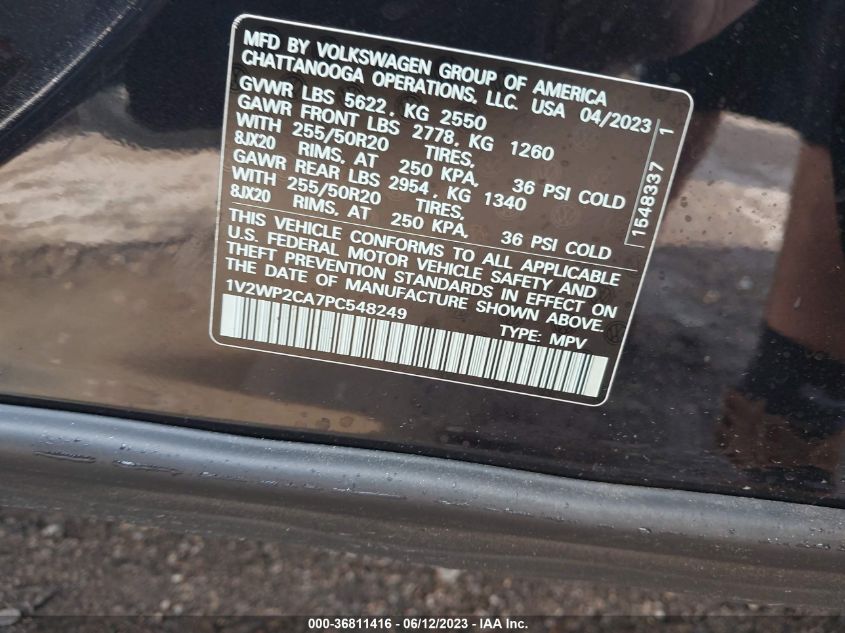 MFD BY VOLKSWAGEN GROUP OF AMERICA
CHATTANOOGA OPERATIONS, LLC. USA 04/2023
GVWR LBS 5622, KG 2550
GAWR FRONT LBS 2778, KG 1260
WITH 255/50R20 TIRES,
8JX20 RIMS, AT 250 KPA, 36 PSI COLD
GAWR REAR LBS 2954, KG 1340
WITH 255/50R20 TIRES,
8JX20 RIMS, AT 250 KPA, 36 PSI COLD
1548337 1
THIS VEHICLE CONFORMS TO ALL APPLICABLE
U.S. FEDERAL MOTOR VEHICLE SAFETY AND
THEFT PREVENTION STANDARDS IN EFFECT ON
THE DATE OF MANUFACTURE SHOWN ABOVE.
1V2WP2CA7PC548249 TYPE: MPV
000-36811416 - 06/12/2023 - IAA Inc.